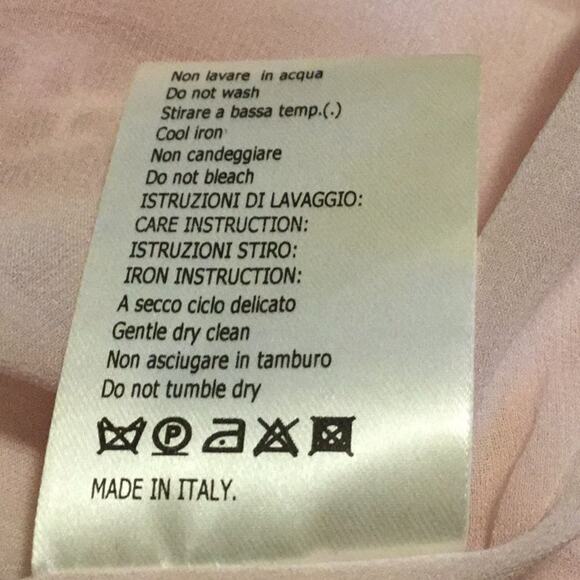 Non lavare in acqua
Do not wash
Stirare a bassa temp.(.)
Cool iron
Non candeggiare
Do not bleach
ISTRUZIONI DI LAVAGGIO:
CARE INSTRUCTION:
ISTRUZIONI STIRO:
IRON INSTRUCTION:
A secco ciclo delicato
Gentle dry clean
Non asciugare in tamburo
Do not tumble dry
P
MADE IN ITALY.